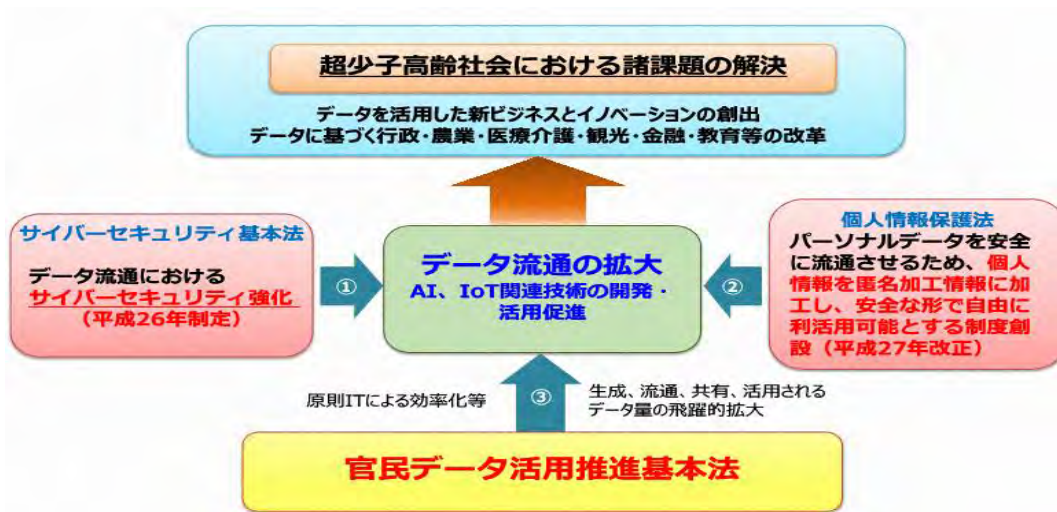 超少子高齢社会における諸課題の解決
データを活用した新ビジネスとイノベーションの創出
データに基づく行政・農業・医療介護・観光・金融・教育等の改革
サイバーセキュリティ基本法
データ流通における
サイバーセキュリティ強化
（平成26年制定）
①
データ流通の拡大
AI、IoT関連技術の開発・
活用促進
②
個人情報保護法
パーソナルデータを安全
に流通させるため、個人
情報を匿名加工情報に加
工し、安全な形で自由に
利活用可能とする制度創
設（平成27年改正）
原則ITによる効率化等
③
生成、流通、共有、活用される
データ量の飛躍的拡大
官民データ活用推進基本法